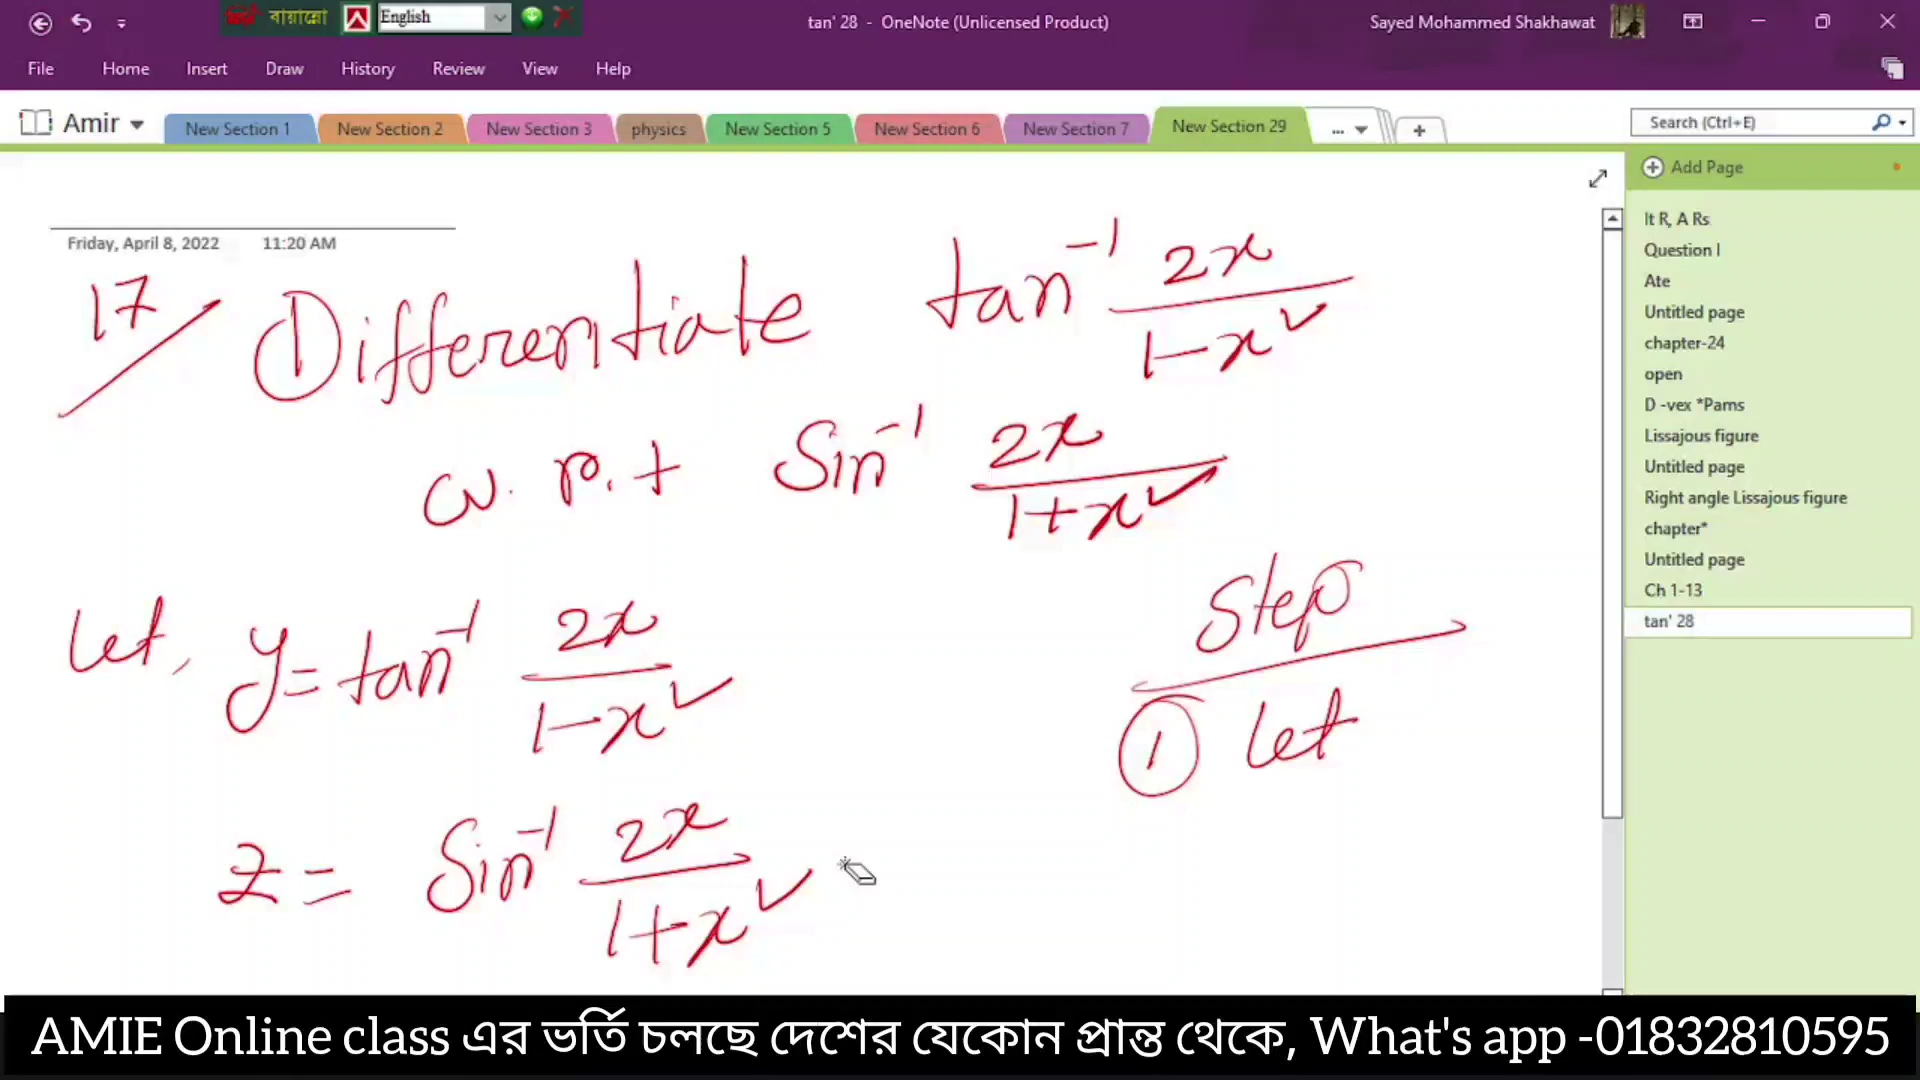 বায়ান্নো English
tan' 28 - OneNote (Unlicensed Product)
Sayed Mohammed Shakhawat
File Home Insert Draw History Review View Help
Amir
New Section 1 New Section 2 New Section 3 physics New Section 5 New Section 6 New Section 7 New Section 29 ... +
Search (Ctrl+E)
Friday, April 8, 2022 11:20 AM
17 ① Differentiate tan⁻¹ 2x/(1-x²)
w.r.t Sin⁻¹ 2x/(1+x²)
Let, y = tan⁻¹ 2x/(1-x²)
z = Sin⁻¹ 2x/(1+x²)
Step
① Let
Add Page
It R, A Rs
Question I
Ate
Untitled page
chapter-24
open
D -vex *Pams
Lissajous figure
Untitled page
Right angle Lissajous figure
chapter*
Untitled page
Ch 1-13
tan' 28
AMIE Online class এর ভর্তি চলছে দেশের যেকোন প্রান্ত থেকে, What's app -01832810595